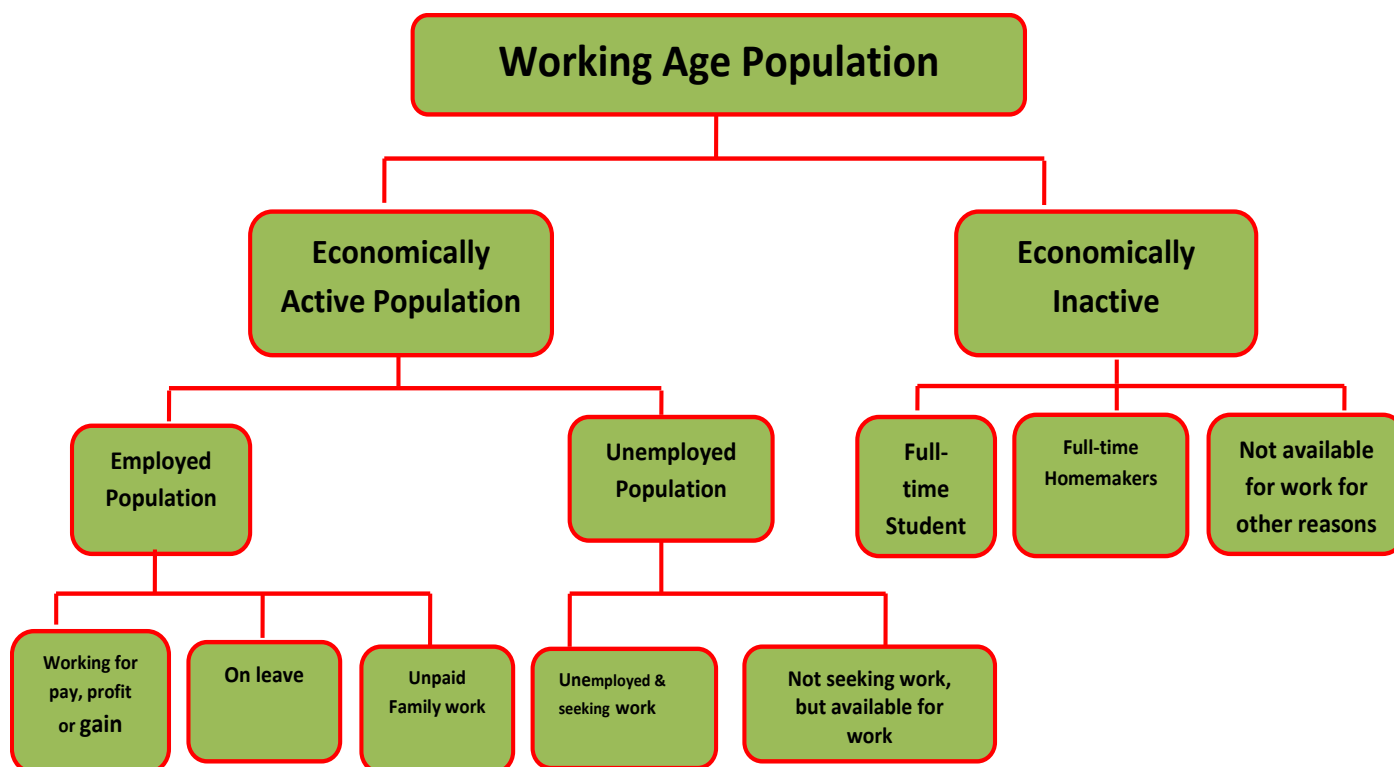 Working Age Population
Economically
Active Population
Economically
Inactive
Employed
Population
Unemployed
Population
Full-
time
Student
Full-time
Homemakers
Not available
for work for
other reasons
Working for
pay, profit
or gain
On leave
Unpaid
Family work
Unemployed &
seeking work
Not seeking work,
but available for
work